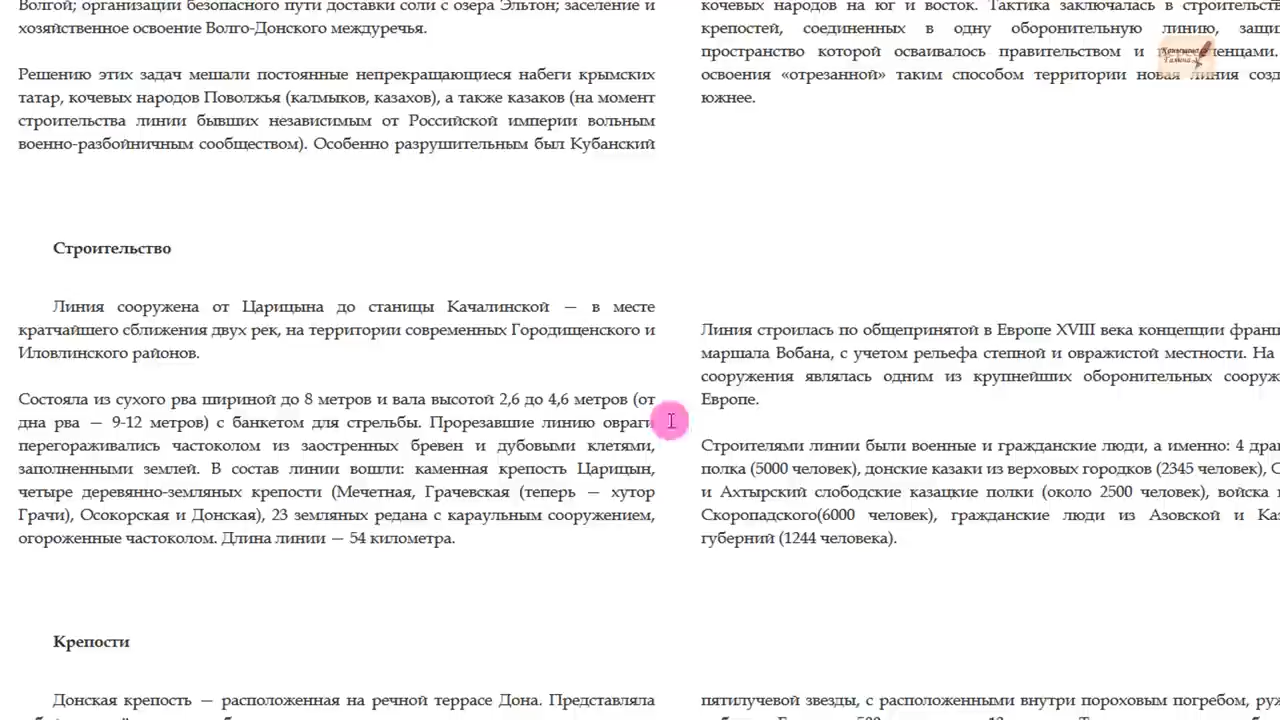 Волгой; организации безопасного пути доставки соли с озера Эльтон; заселение и
хозяйственное освоение Волго-Донского междуречья.
Решению этих задач мешали постоянные непрекращающиеся набеги крымских
татар, кочевых народов Поволжья (калмыков, казахов), а также казаков (на момент
строительства линии бывших независимым от Российской империи вольным
военно-разбойничным сообществом). Особенно разрушительным был Кубанский
кочевых народов на юг и восток. Тактика заключалась в
крепостей, соединенных в одну оборонительную линию,
пространство которой осваивалось правительством и
освоения «отрезанной» таким способом территории новая линия
южнее.
Строительство
Линия сооружена от Царицына до станицы Качалинской — в месте
кратчайшего сближения двух рек, на территории современных Городищенского и
Иловлинского районов.
Состояла из сухого рва шириной до 8 метров и вала высотой 2,6 до 4,6 метров (от
дна рва — 9-12 метров) с банкетом для стрельбы. Прорезавшие линию овраги
перегораживались частоколом из заостренных бревен и дубовыми клетями,
заполненными землей. В состав линии вошли: каменная крепость Царицын,
четыре деревянно-земляных крепости (Мечетная, Грачевская (теперь — хутор
Грачи), Осокорская и Донская), 23 земляных редана с караульным сооружением,
огороженные частоколом. Длина линии — 54 километра.
Линия строилась по общепринятой в Европе XVIII века концепции
маршала Вобана, с учетом рельефа степной и овражистой местности. На
сооружения являлась одним из крупнейших оборонительных
Европе.
Строителями линии были военные и гражданские люди, а именно: 4
полка (5000 человек), донские казаки из верховых городков (2345 человек),
и Ахтырский слободские казацкие полки (около 2500 человек), войска
Скоропадского(6000 человек), гражданские люди из Азовской и
губерний (1244 человека).
Крепости
Донская крепость — расположенная на речной террасе Дона. Представляла
пятилучевой звезды, с расположенными внутри пороховым погребом,